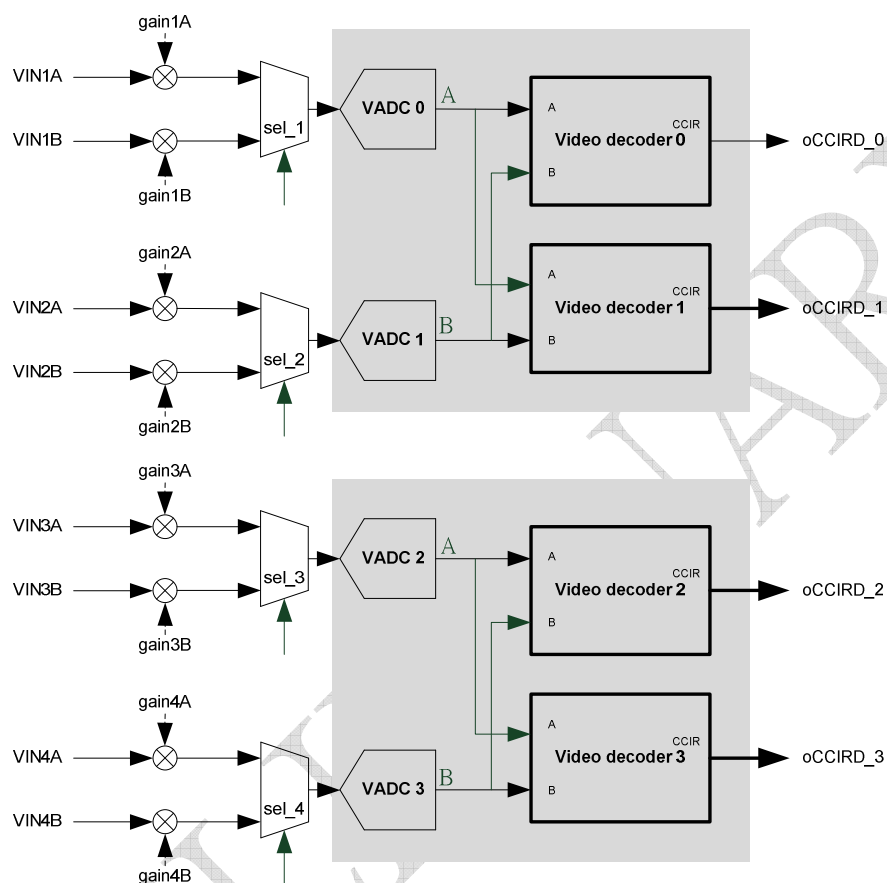 gain1A
VIN1A
VADC 0
A
A
CCIR
sel_1
Video decoder 0
oCCIRD_0
VIN1B
B
gain1B
gain2A
A
CCIR
VIN2A
Video decoder 1
oCCIRD_1
B
VADC 1
B
sel_2
VIN2B
gain2B
gain3A
VIN3A
VADC 2
A
A
CCIR
sel_3
Video decoder 2
oCCIRD_2
VIN3B
B
gain3B
gain4A
A
CCIR
VIN4A
Video decoder 3
oCCIRD_3
B
VADC 3
B
sel_4
VIN4B
gain4B